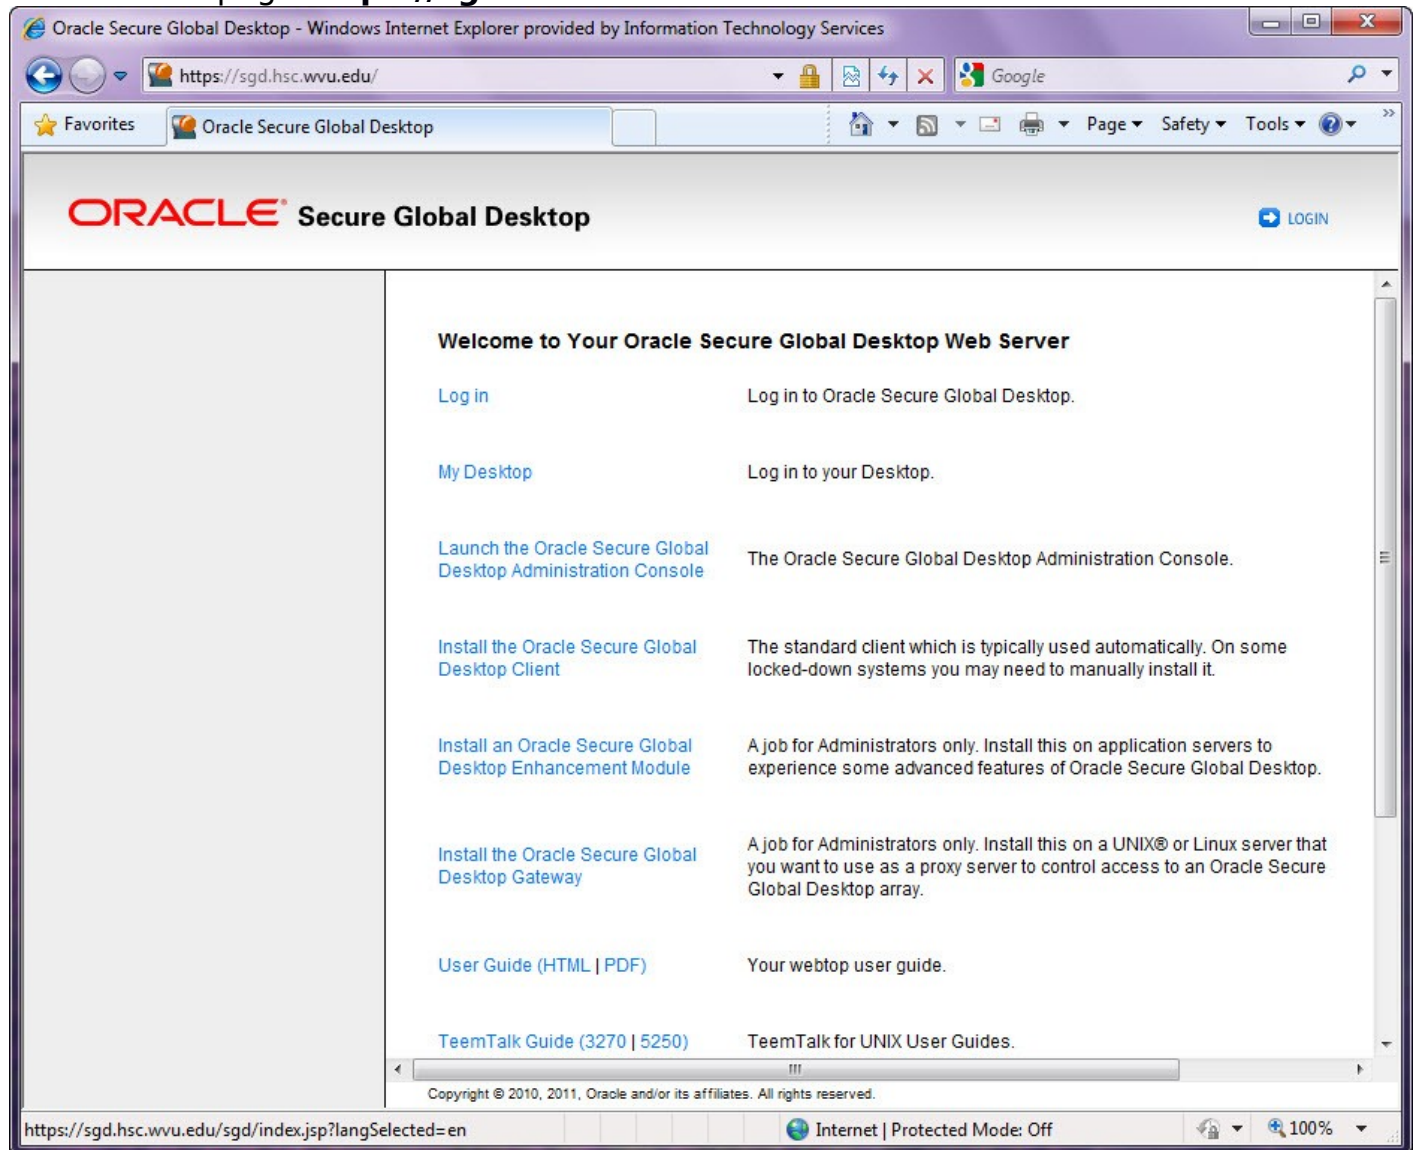 Oracle Secure Global Desktop - Windows Internet Explorer provided by Information Technology Services
https://sgd.hsc.wvu.edu/
Google
Favorites
Oracle Secure Global Desktop
Page
Safety
Tools
ORACLE Secure Global Desktop
LOGIN
Welcome to Your Oracle Secure Global Desktop Web Server
Log in
Log in to Oracle Secure Global Desktop.
My Desktop
Log in to your Desktop.
Launch the Oracle Secure Global
Desktop Administration Console
The Oracle Secure Global Desktop Administration Console.
Install the Oracle Secure Global
Desktop Client
The standard client which is typically used automatically. On some
locked-down systems you may need to manually install it.
Install an Oracle Secure Global
Desktop Enhancement Module
A job for Administrators only. Install this on application servers to
experience some advanced features of Oracle Secure Global Desktop.
Install the Oracle Secure Global
Desktop Gateway
A job for Administrators only. Install this on a UNIX® or Linux server that
you want to use as a proxy server to control access to an Oracle Secure
Global Desktop array.
User Guide (HTML | PDF)
Your webtop user guide.
TeemTalk Guide (3270 | 5250)
TeemTalk for UNIX User Guides.
Copyright © 2010, 2011, Oracle and/or its affiliates. All rights reserved.
https://sgd.hsc.wvu.edu/sgd/index.jsp?langSelected=en
Internet | Protected Mode: Off
100%